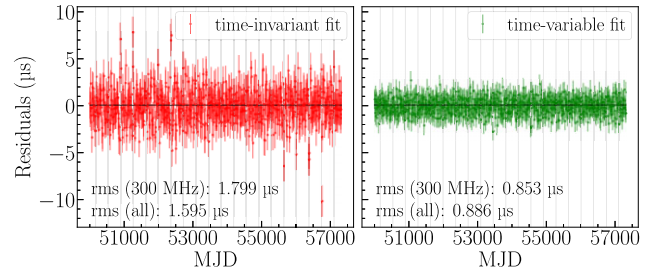 time-invariant fit
time-variable fit
Residuals (µs)
10
5
0
−5
−10
rms (300 MHz): 1.799 µs
rms (all): 1.595 µs
rms (300 MHz): 0.853 µs
rms (all): 0.886 µs
51000 53000 55000 57000
51000 53000 55000 57000
MJD
MJD